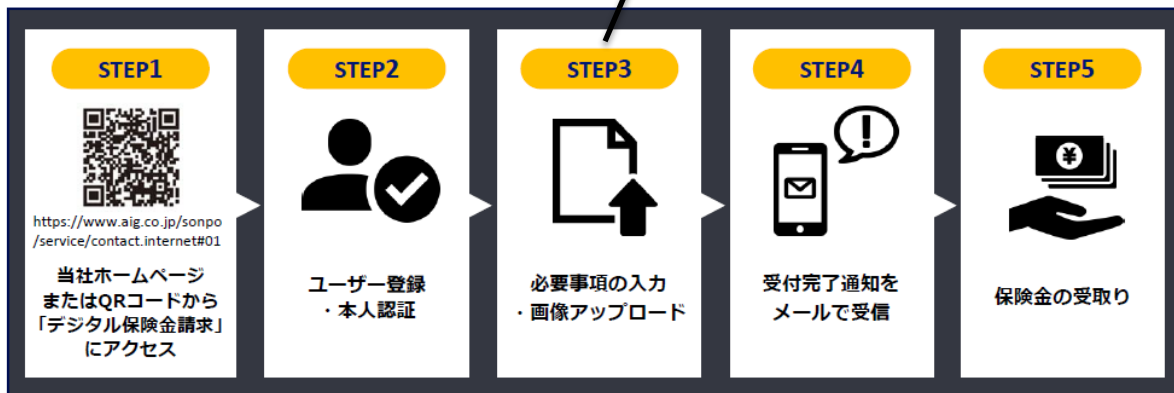 STEP1
https://www.aig.co.jp/sonpo
/service/contact.internet#01
当社ホームページ
またはQRコードから
「デジタル保険金請求」
にアクセス
STEP2
ユーザー登録
・本人認証
STEP3
必要事項の入力
・画像アップロード
STEP4
受付完了通知を
メールで受信
STEP5
¥
保険金の受取り